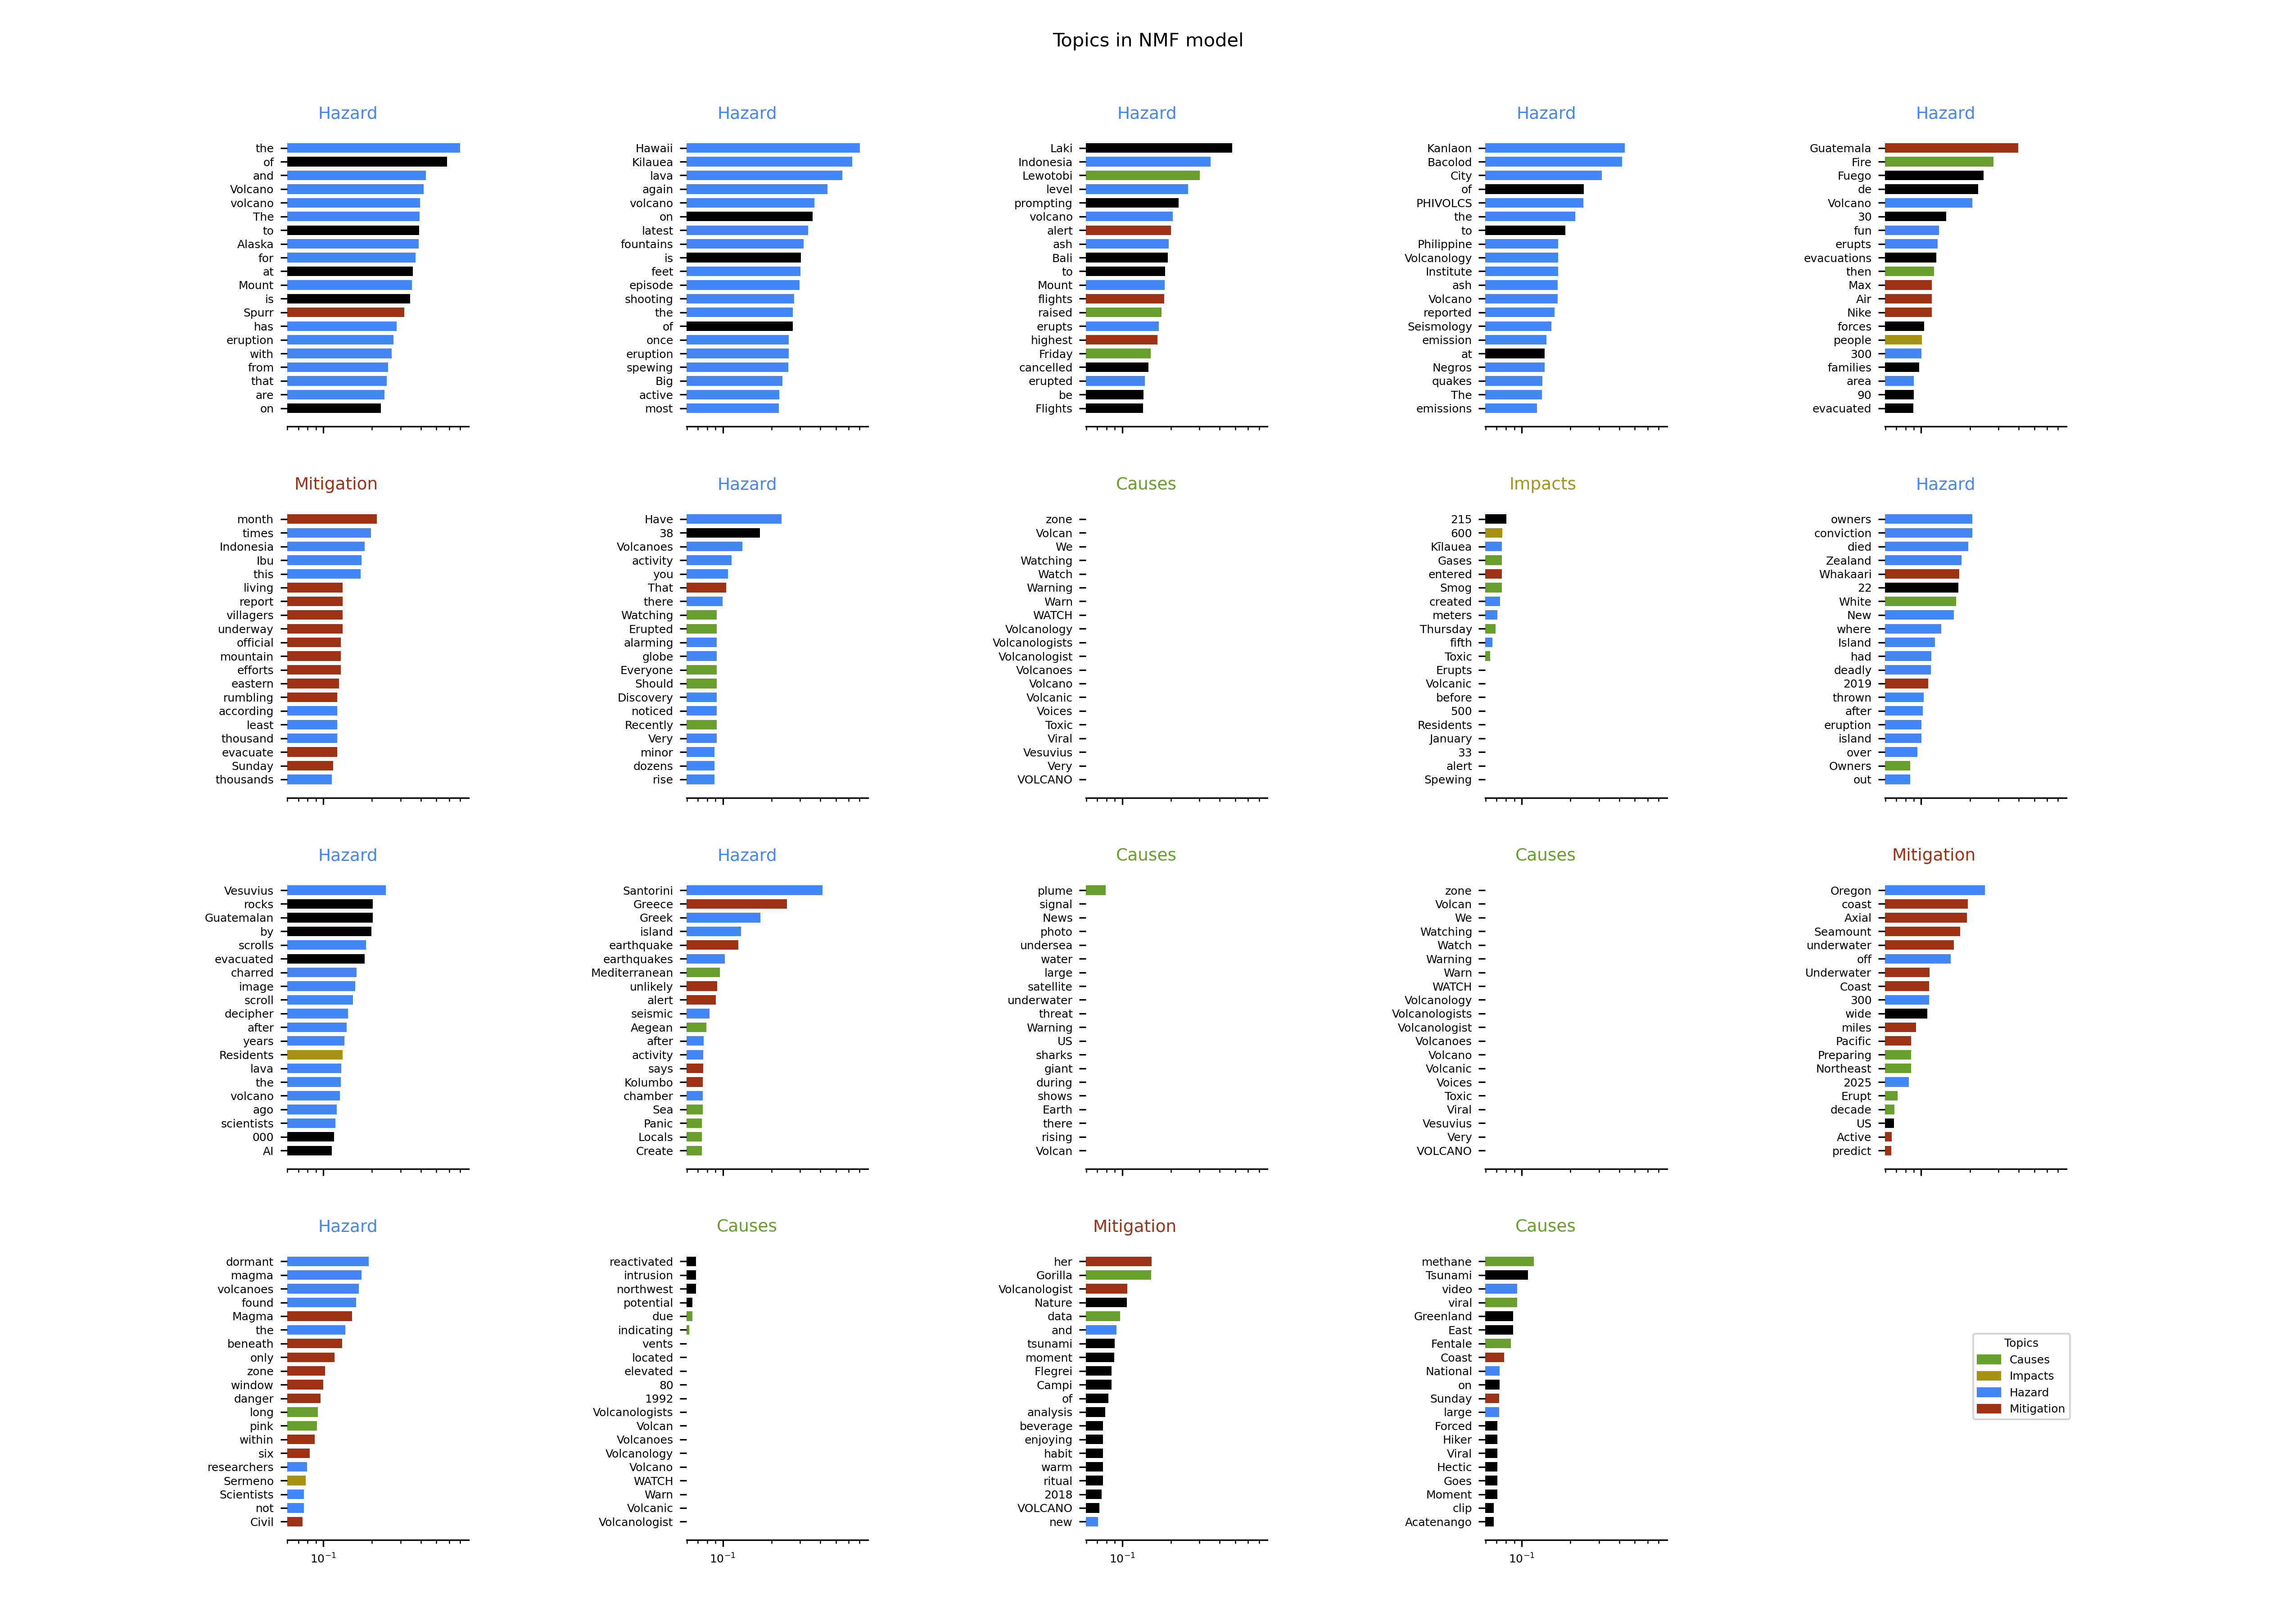 Topics in NMF model
Hazard
the
of
and
Volcano
volcano
The
to
Alaska
for
at
Mount
is
Spurr
has
eruption
with
from
that
are
on
Hazard
Hawaii
Kilauea
lava
again
volcano
on
latest
fountains
is
feet
episode
shooting
the
of
once
eruption
spewing
Big
active
most
Hazard
Laki
Indonesia
Lewotobi
level
prompting
volcano
alert
ash
Bali
to
Mount
flights
raised
erupts
highest
Friday
cancelled
erupted
be
Flights
Hazard
Kanlaon
Bacolod
City
of
PHIVOLCS
the
to
Philippine
Volcanology
Institute
ash
Volcano
reported
Seismology
emission
at
Negros
quakes
The
emissions
Hazard
Guatemala
Fire
Fuego
de
Volcano
30
fun
erupts
evacuations
then
Max
Air
Nike
forces
people
300
families
area
90
evacuated
Mitigation
month
times
Indonesia
Ibu
this
living
report
villagers
underway
official
mountain
efforts
eastern
rumbling
according
least
thousand
evacuate
Sunday
thousands
Hazard
Have
38
Volcanoes
activity
you
That
there
Watching
Erupted
alarming
globe
Everyone
Should
Discovery
noticed
Recently
Very
minor
dozens
rise
Causes
zone
Volcan
We
Watching
Watch
Warning
Warn
WATCH
Volcanology
Volcanologists
Volcanologist
Volcanoes
Volcano
Volcanic
Voices
Toxic
Viral
Vesuvius
Very
VOLCANO
Impacts
215
600
Kīlauea
Gases
entered
Smog
created
meters
Thursday
fifth
Toxic
Erupts
Volcanic
before
500
Residents
January
33
alert
Spewing
Hazard
owners
conviction
died
Zealand
Whakaari
22
White
New
where
Island
had
deadly
2019
thrown
after
eruption
island
over
Owners
out
Hazard
Vesuvius
rocks
Guatemalan
by
scrolls
evacuated
charred
image
scroll
decipher
after
years
Residents
lava
the
volcano
ago
scientists
000
AI
Hazard
Santorini
Greece
Greek
island
earthquake
earthquakes
Mediterranean
unlikely
alert
seismic
Aegean
after
activity
says
Kolumbo
chamber
Sea
Panic
Locals
Create
Causes
plume
signal
News
photo
undersea
water
large
satellite
underwater
threat
Warning
US
sharks
giant
during
shows
Earth
there
rising
Volcan
Causes
zone
Volcan
We
Watching
Watch
Warning
Warn
WATCH
Volcanology
Volcanologists
Volcanologist
Volcanoes
Volcano
Volcanic
Voices
Toxic
Viral
Vesuvius
Very
VOLCANO
Mitigation
Oregon
coast
Axial
Seamount
underwater
off
Underwater
Coast
300
wide
miles
Pacific
Preparing
Northeast
2025
Erupt
decade
US
Active
predict
Hazard
dormant
magma
volcanoes
found
Magma
the
beneath
only
zone
window
danger
long
pink
within
six
researchers
Sermeno
Scientists
not
Civil
10⁻¹
Causes
reactivated
intrusion
northwest
potential
due
indicating
vents
located
elevated
80
1992
Volcanologists
Volcan
Volcanoes
Volcanology
Volcano
WATCH
Warn
Volcanic
Volcanologist
10⁻¹
Mitigation
her
Gorilla
Volcanologist
Nature
data
and
tsunami
moment
Flegrei
Campi
of
analysis
beverage
enjoying
habit
warm
ritual
2018
VOLCANO
new
10⁻¹
Causes
methane
Tsunami
video
viral
Greenland
East
Fentale
Coast
National
on
Sunday
large
Forced
Hiker
Viral
Hectic
Goes
Moment
clip
Acatenango
10⁻¹
Topics
Causes
Impacts
Hazard
Mitigation